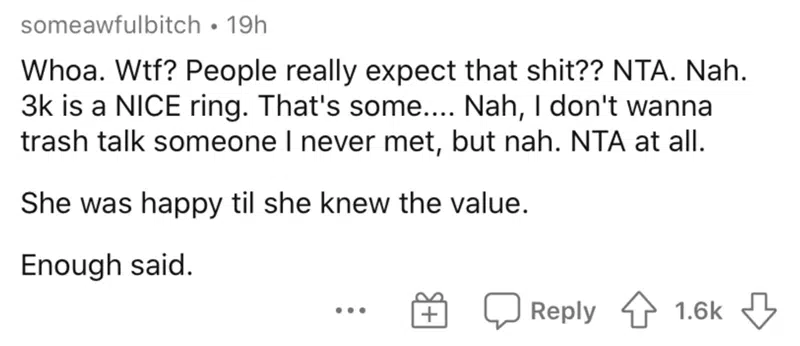 someawfulbitch • 19h
Whoa. Wtf? People really expect that shit?? NTA. Nah.
3k is a NICE ring. That's some.... Nah, I don't wanna
trash talk someone I never met, but nah. NTA at all.
She was happy til she knew the value.
Enough said.
... Reply 1.6k